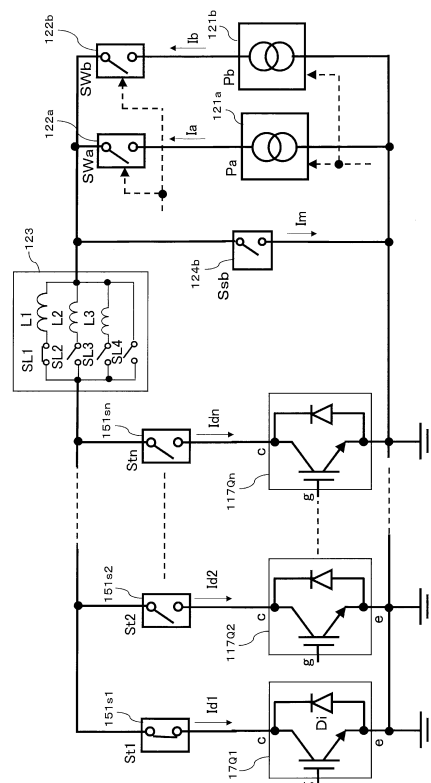 122b
121b
SWb
Ib
Pb
122a
121a
SWa
Ia
Pa
124b
Ssb
Im
123
SL1
L1
SL2
L2
SL3
L3
SL4
151sn
Stn
Idn
117Qn
c
g
151s2
St2
Id2
117Q2
c
g
e
151s1
St1
Id1
17Q1
c
Di
e